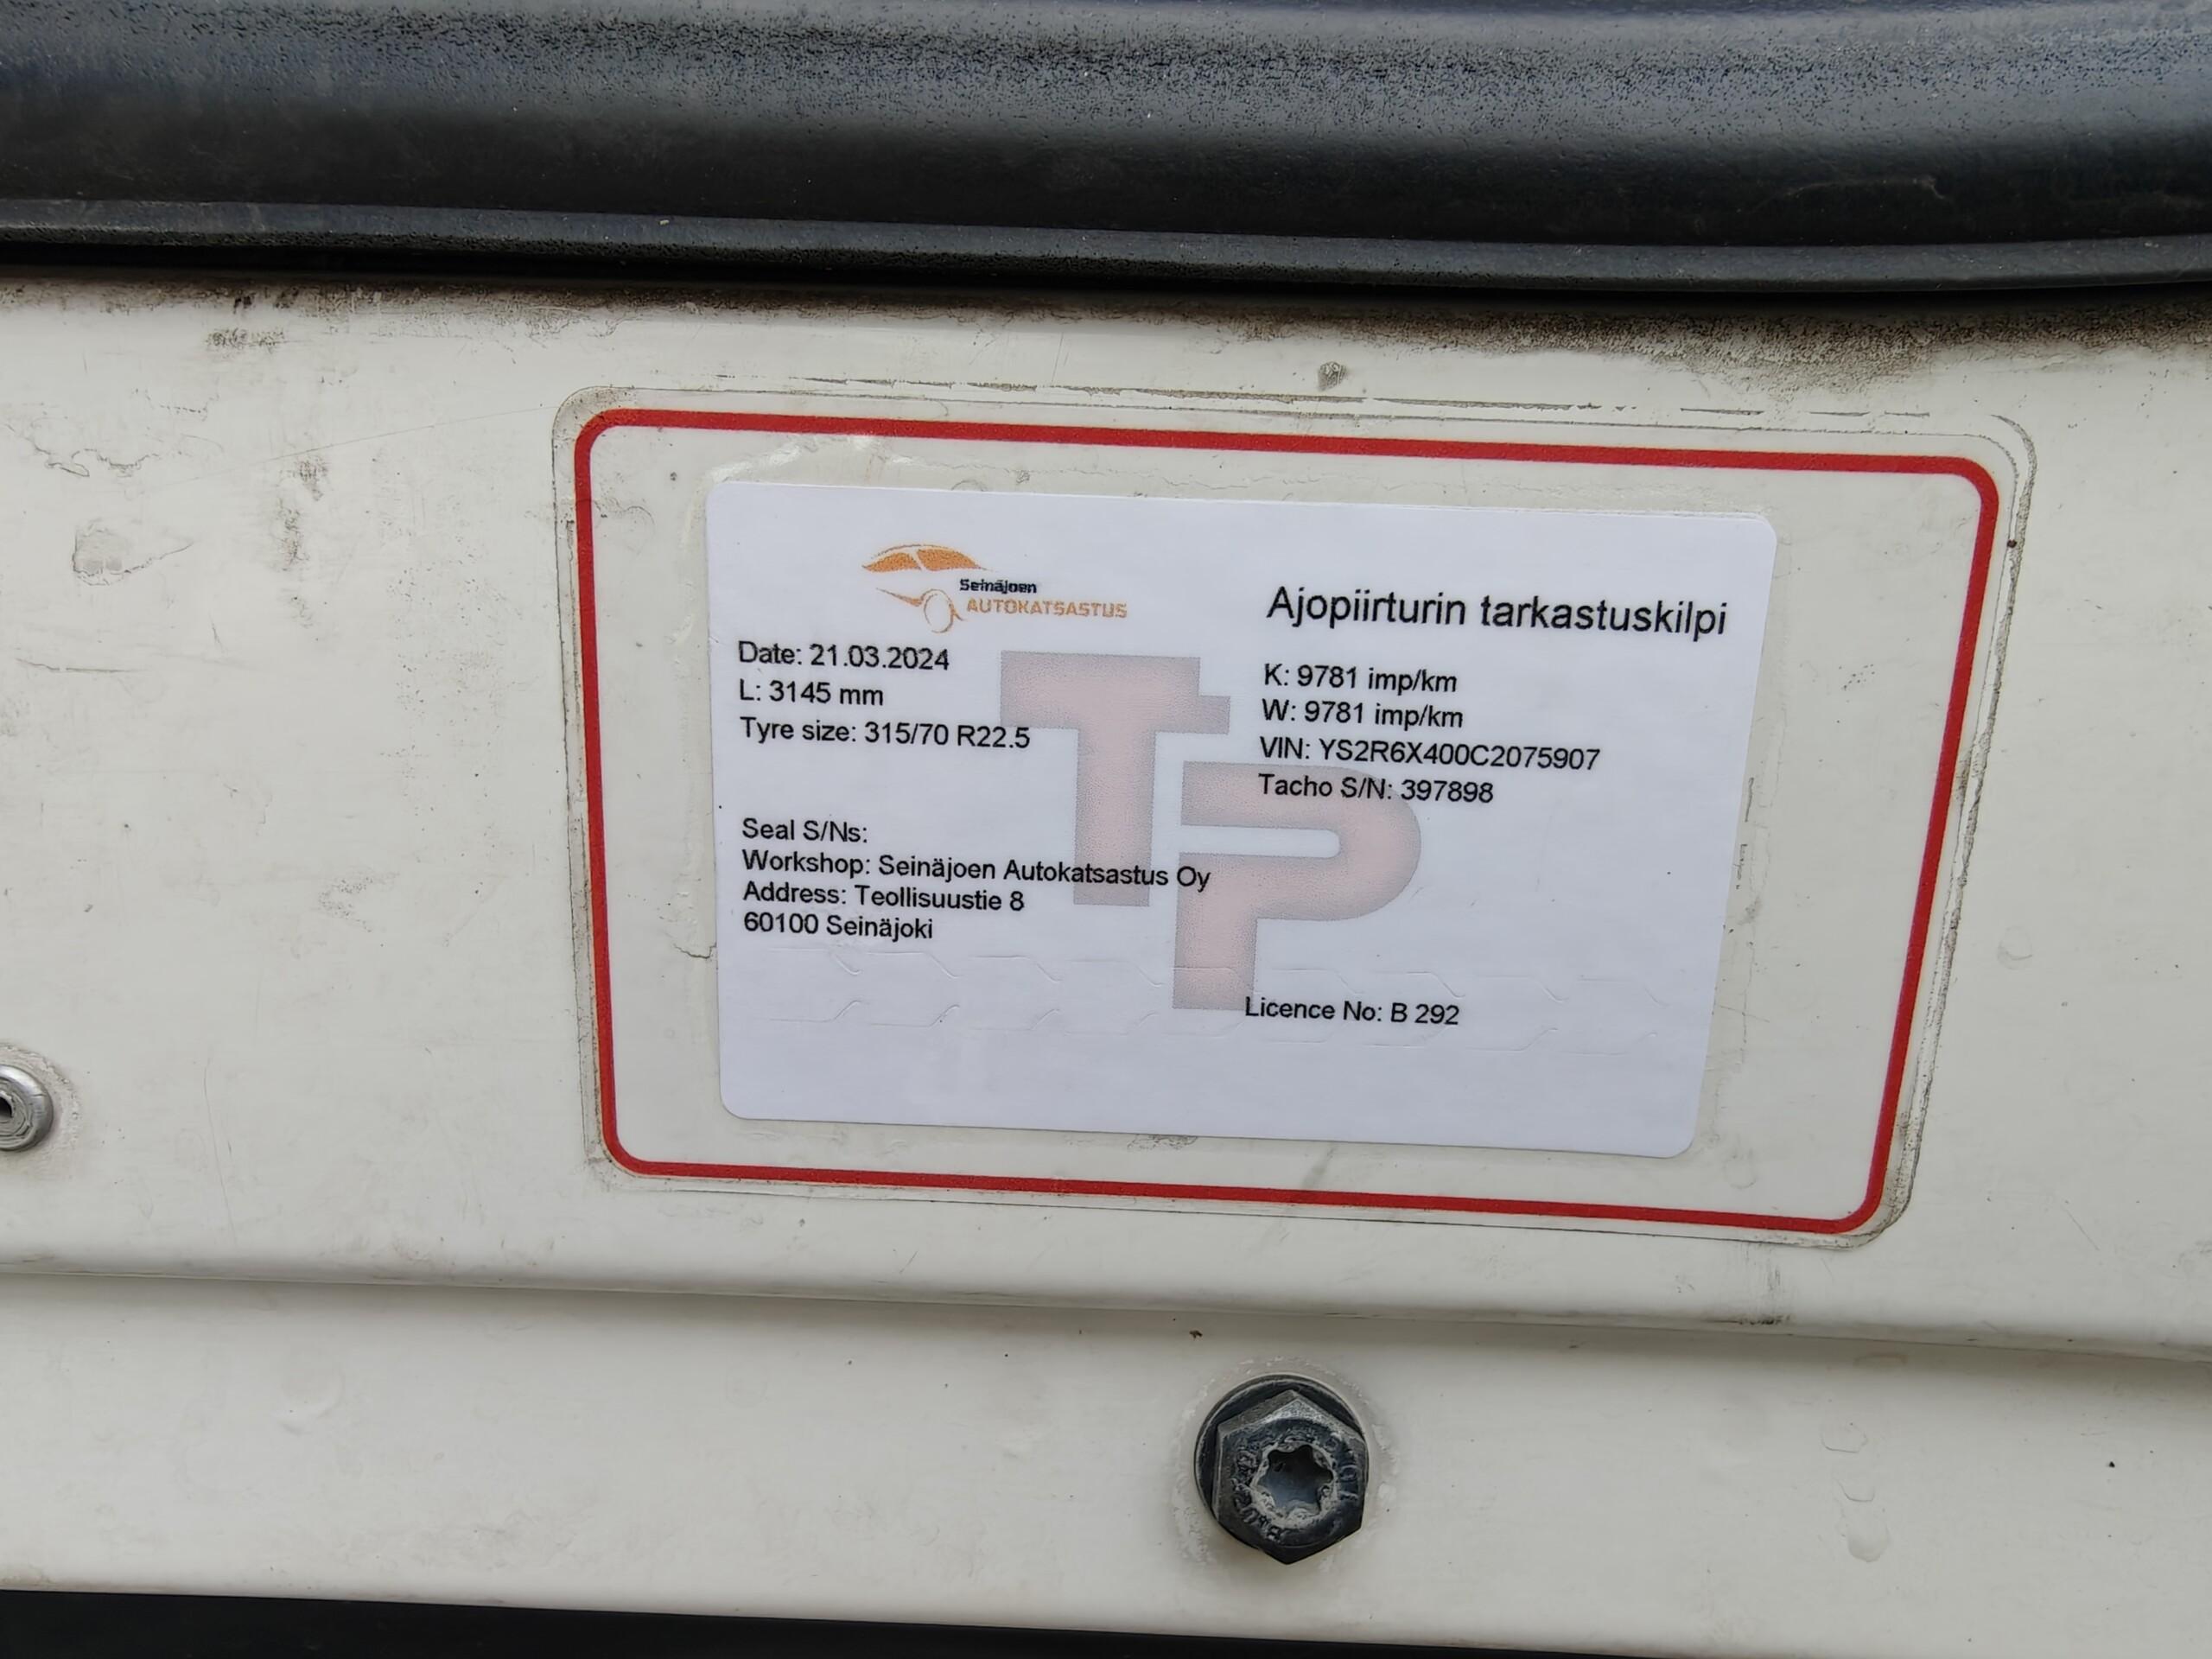 Seinäjoen
AUTOKATSASTUS
Ajopiirturin tarkastuskilpi
Date: 21.03.2024
L: 3145 mm
Tyre size: 315/70 R22.5
K: 9781 imp/km
W: 9781 imp/km
VIN: YS2R6X400C2075907
Tacho S/N: 397898
TP
Seal S/Ns:
Workshop: Seinäjoen Autokatsastus Oy
Address: Teollisuustie 8
60100 Seinäjoki
Licence No: B 292